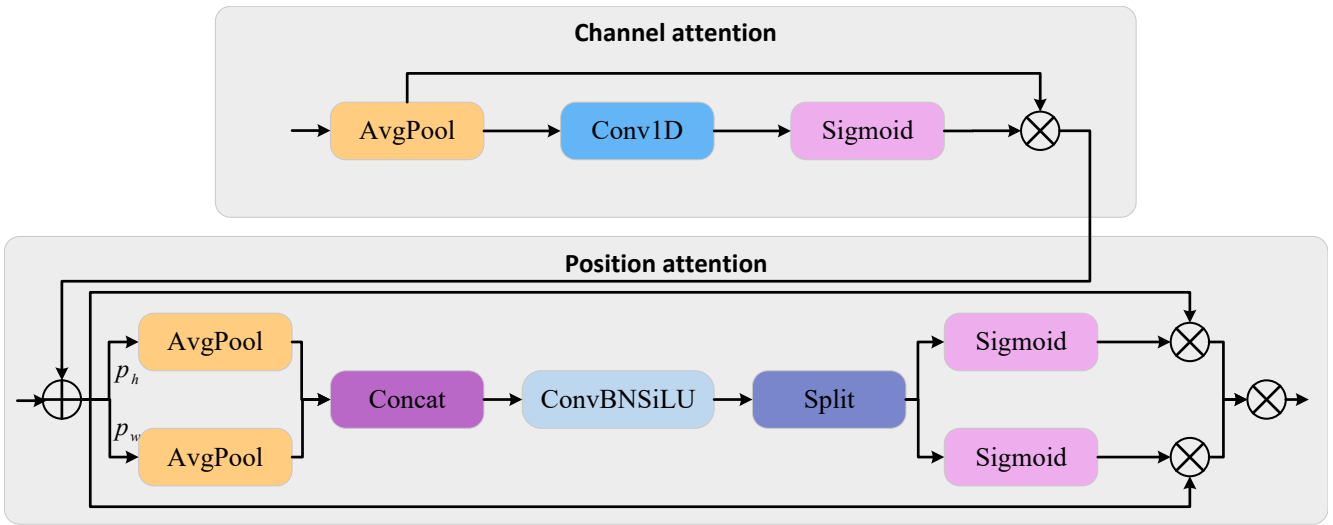 Channel attention
AvgPool
Conv1D
Sigmoid
Position attention
AvgPool
Sigmoid
p_h
Concat
ConvBNSiLU
Split
p_w
AvgPool
Sigmoid